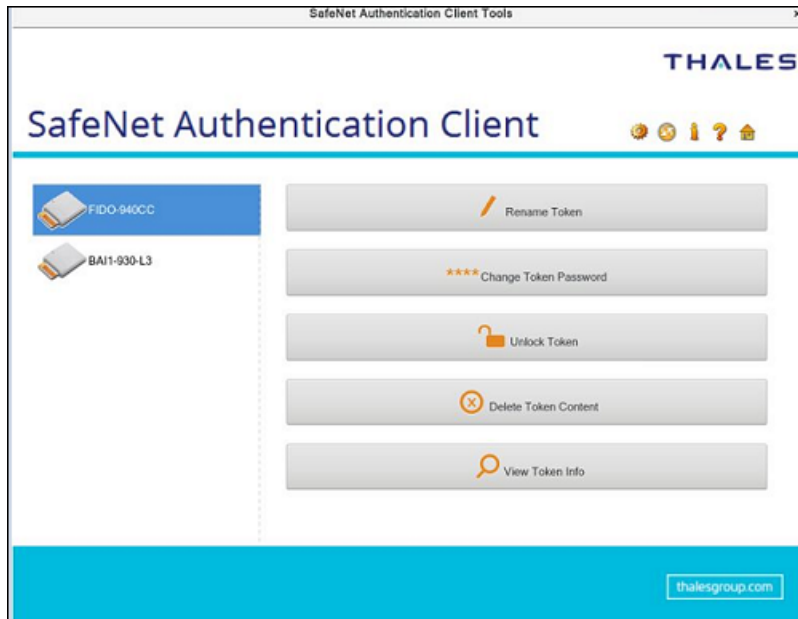 SafeNet Authentication Client Tools
THALES
SafeNet Authentication Client
FIDO-940CC
BAI1-930-L3
Rename Token
**** Change Token Password
Unlock Token
Delete Token Content
View Token Info
thalesgroup.com